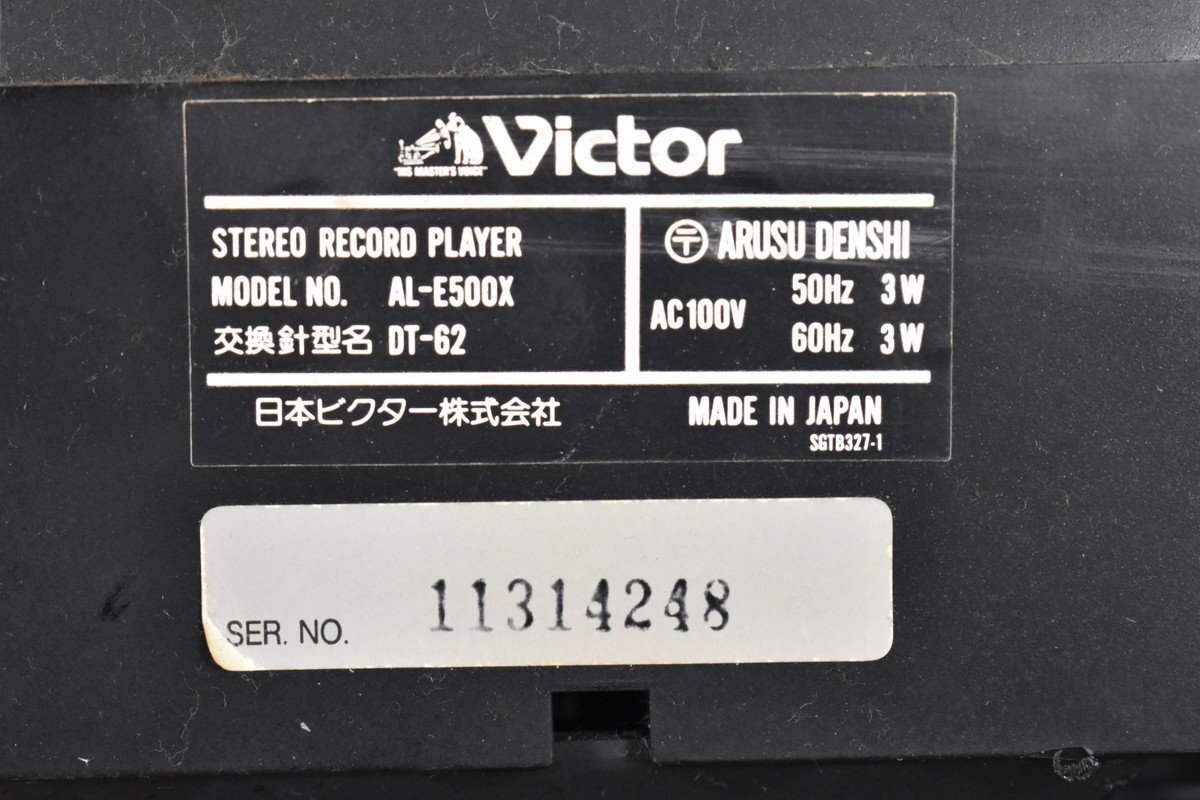 "HIS MASTER'S VOICE"
Victor
STEREO RECORD PLAYER
MODEL NO. AL-E500X
交換針型名 DT-62
〒 ARUSU DENSHI
AC100V
50Hz 3W
60Hz 3W
日本ビクター株式会社
MADE IN JAPAN
SGTB327-1
SER. NO. 11314248